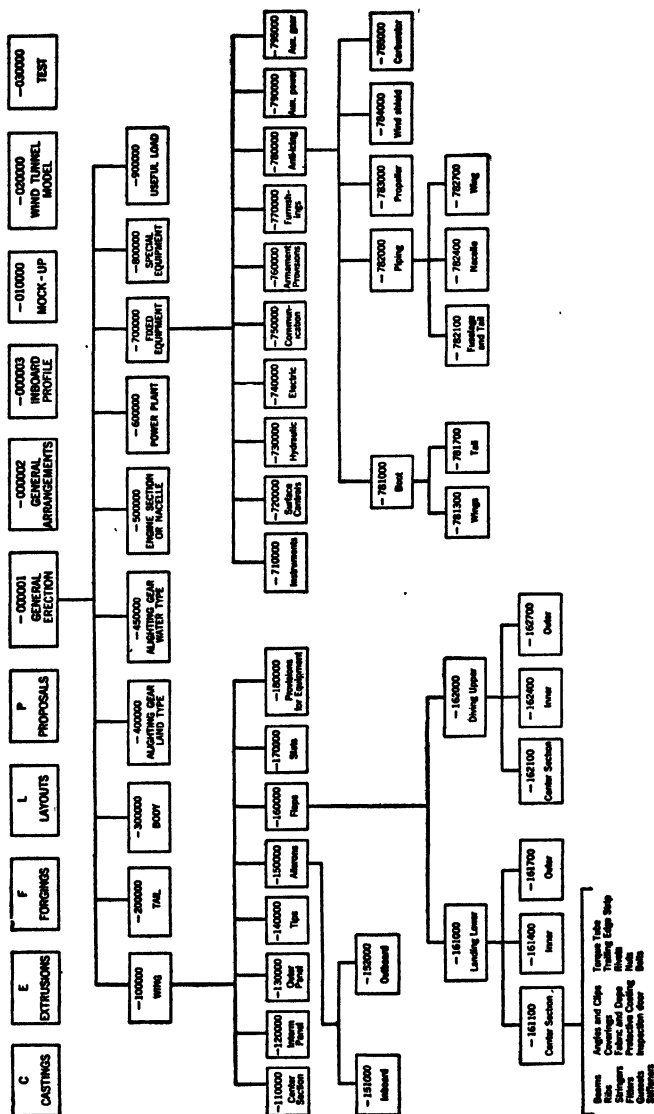 C
CASTINGS
E
EXTRUSIONS
F
FORGINGS
L
LAYOUTS
P
PROPOSALS
-000001
GENERAL
ERECTION
-000002
GENERAL
ARRANGEMENTS
-000003
INBOARD
PROFILE
-010000
MOCK-UP
-020000
WIND TUNNEL
MODEL
-030000
TEST
-100000
WING
-200000
TAIL
-300000
BODY
-400000
ALIGHTING GEAR
LAND TYPE
-450000
ALIGHTING GEAR
WATER TYPE
-500000
ENGINE SECTION
OR NACELLE
-600000
POWER PLANT
-700000
FIXED
EQUIPMENT
-800000
SPECIAL
EQUIPMENT
-900000
USEFUL LOAD
-110000
Center
Section
-120000
Interm
Panel
-130000
Outer
Panel
-140000
Tips
-150000
Ailerons
-160000
Flaps
-170000
Slats
-180000
Provisions
for Equipment
-710000
Instruments
-720000
Surface
Controls
-730000
Hydraulic
-740000
Electric
-750000
Commun-
ication
-760000
Armament
Provisions
-770000
Furnish-
ings
-780000
Anti-icing
-790000
Aux. power
-795000
Aux. gear
-151000
Inboard
-152000
Outboard
-781000
Boot
-782000
Piping
-783000
Propeller
-784000
Wind shield
-785000
Carburetor
-161000
Landing Lower
-162000
Diving Upper
-781300
Wings
-781700
Tail
-782100
Fuselage
and Tail
-782400
Nacelle
-782700
Wing
-161100
Center Section
-161400
Inner
-161700
Outer
-162100
Center Section
-162400
Inner
-162700
Outer
Beams Angles and Clips Torque Tube
Ribs Coverings Trailing Edge Strip
Stringers Fabric and Dope Rivets
Fitters Protective Coating Nuts
Gussets Inspection door Bolts
Stiffeners